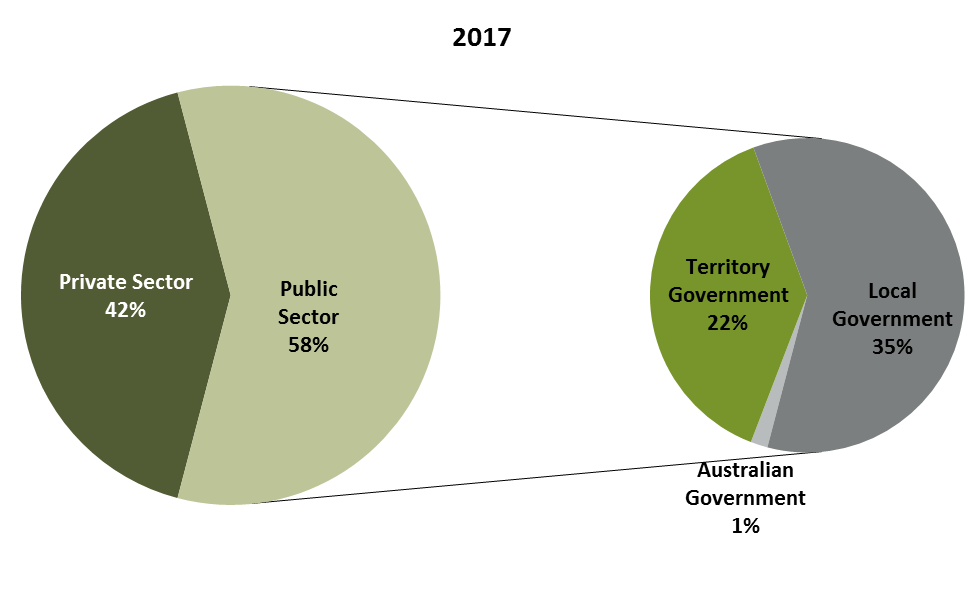 2017
Private Sector
42%
Public
Sector
58%
Territory
Government
22%
Local
Government
35%
Australian
Government
1%